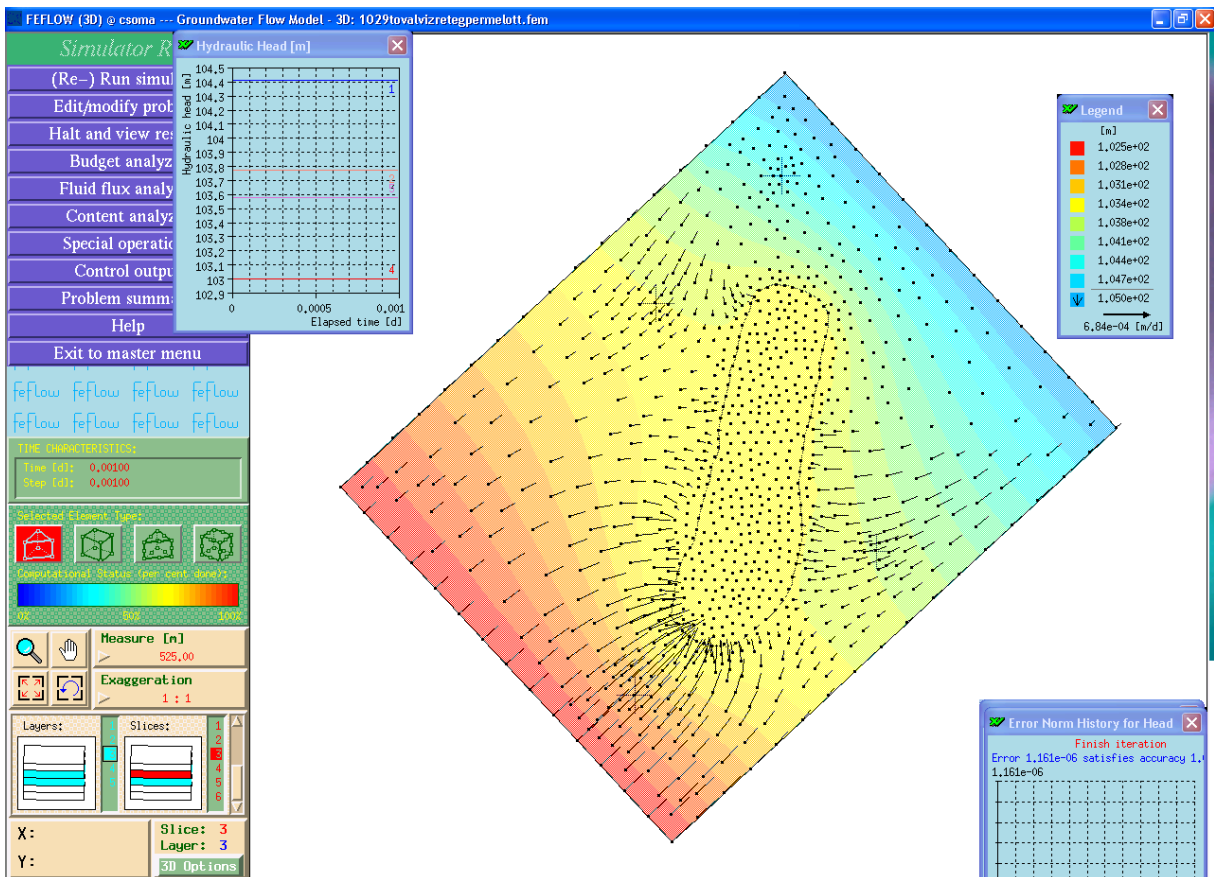 FEFLOW (3D) @ csoma --- Groundwater Flow Model - 3D: 1029tovalvizretegpermelott.fem
Simulator R
(Re-) Run simul
Edit/modify prob
Halt and view res
Budget analyz
Fluid flux analy
Content analyz
Special operatio
Control outpu
Problem summa
Help
Exit to master menu
feflow feflow feflow feflow
feflow feflow feflow feflow
TIME CHARACTERISTICS:
Time [d]: 0.00100
Step [d]: 0.00100
Selected Element Type:
Computational Status (per cent done):
0% 50% 100%
Measure [m]
525.00
Exaggeration
1 : 1
Layers:
Slices:
1
2
3
4
5
6
X:
Y:
Slice: 3
Layer: 3
3D Options
Hydraulic Head [m]
Hydraulic head [m]
104.5
104.4
104.3
104.2
104.1
104
103.9
103.8
103.7
103.6
103.5
103.4
103.3
103.2
103.1
103
102.9
1
4
0 0.0005 0.001
Elapsed time [d]
Legend
[m]
1.025e+02
1.028e+02
1.031e+02
1.034e+02
1.038e+02
1.041e+02
1.044e+02
1.047e+02
1.050e+02
6.84e-04 [m/d]
Error Norm History for Head
Finish iteration
Error 1.161e-06 satisfies accuracy 1.
1.161e-06